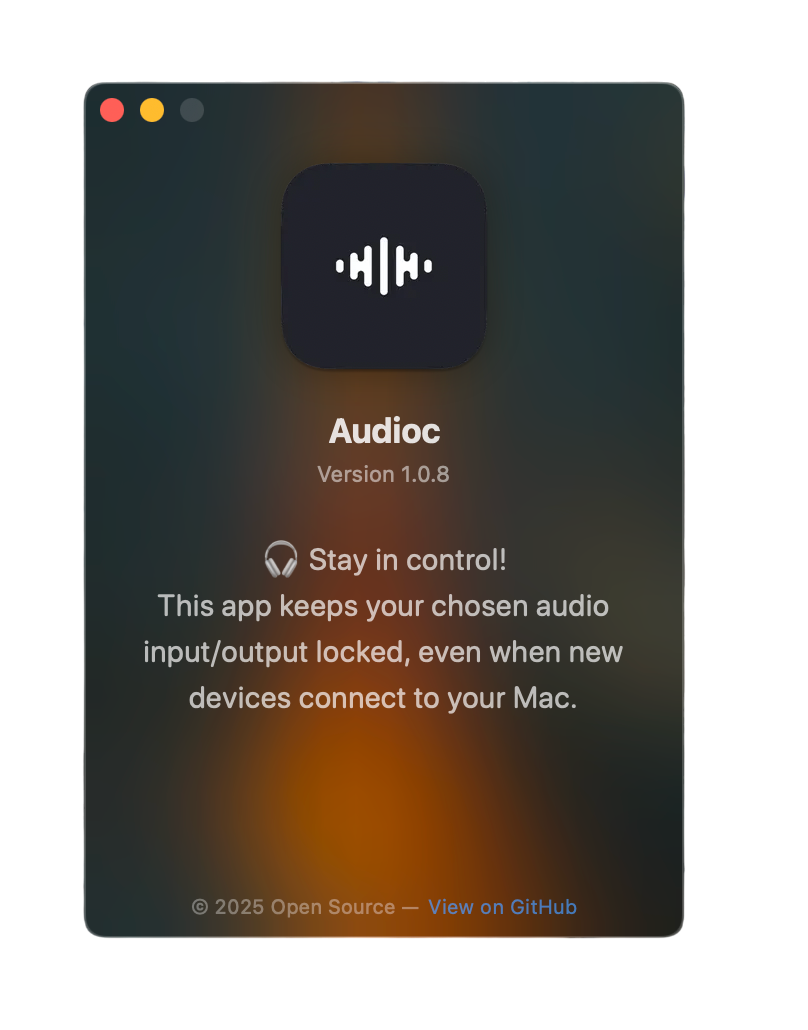 Audioc
Version 1.0.8
🎧 Stay in control!
This app keeps your chosen audio
input/output locked, even when new
devices connect to your Mac.
© 2025 Open Source — View on GitHub